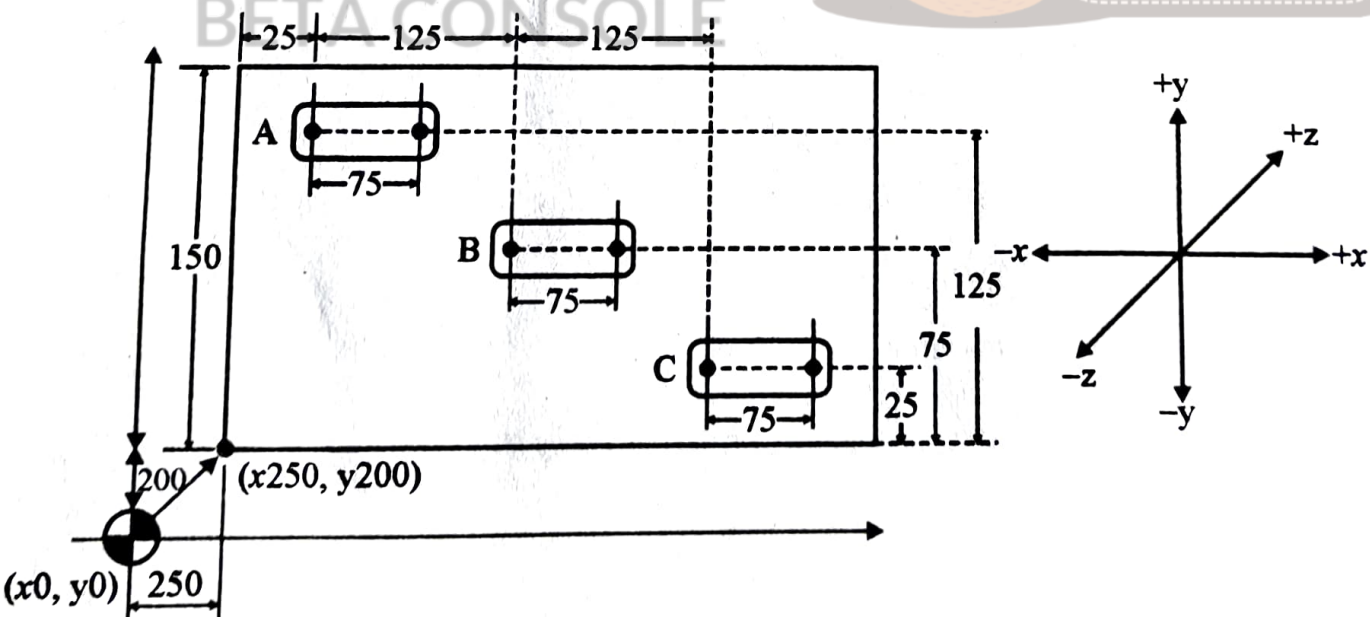 BETA CONSOLE
25 125 125
+y
+z
A
75
150
B
–x
+x
75
125
75
C
–z
25
–y
75
200
(x250, y200)
(x0, y0)
250